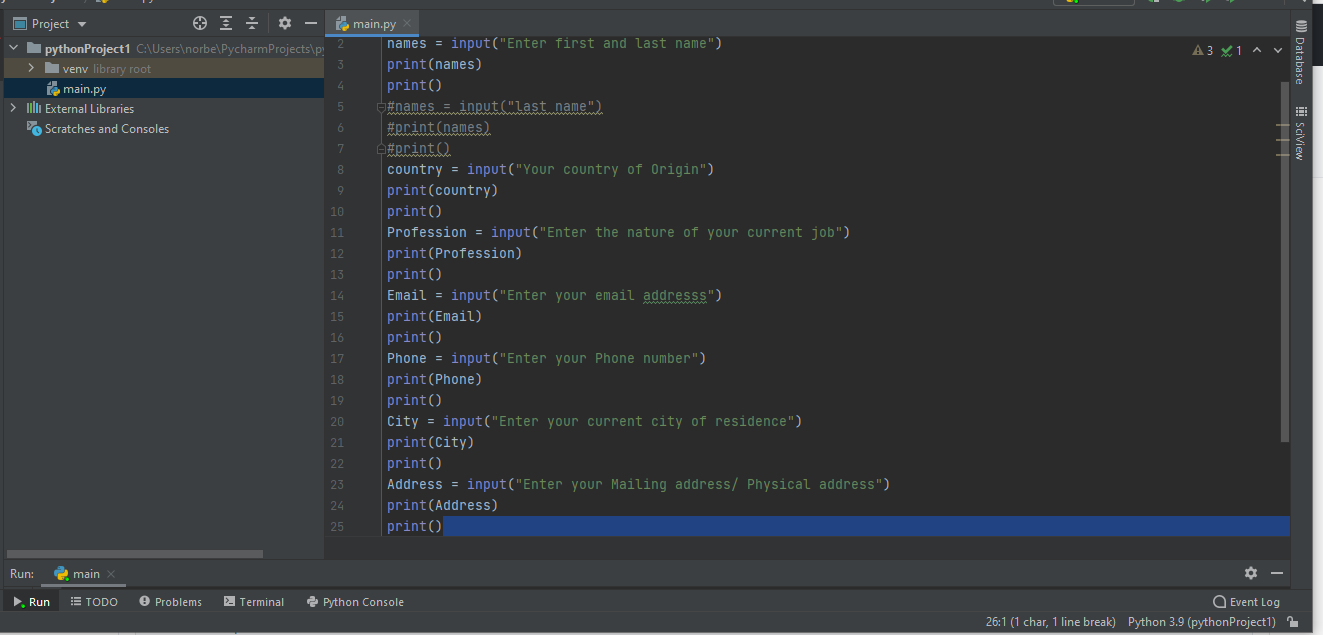 Project
main.py
pythonProject1 C:\Users\norbe\PycharmProjects\py
venv library root
main.py
External Libraries
Scratches and Consoles
3 1
Database
SciView
2 names = input("Enter first and last name")
3 print(names)
4 print()
5 #names = input("last name")
6 #print(names)
7 #print()
8 country = input("Your country of Origin")
9 print(country)
10 print()
11 Profession = input("Enter the nature of your current job")
12 print(Profession)
13 print()
14 Email = input("Enter your email addresss")
15 print(Email)
16 print()
17 Phone = input("Enter your Phone number")
18 print(Phone)
19 print()
20 City = input("Enter your current city of residence")
21 print(City)
22 print()
23 Address = input("Enter your Mailing address/ Physical address")
24 print(Address)
25 print()
Run: main
Run TODO Problems Terminal Python Console Event Log
26:1 (1 char, 1 line break) Python 3.9 (pythonProject1)